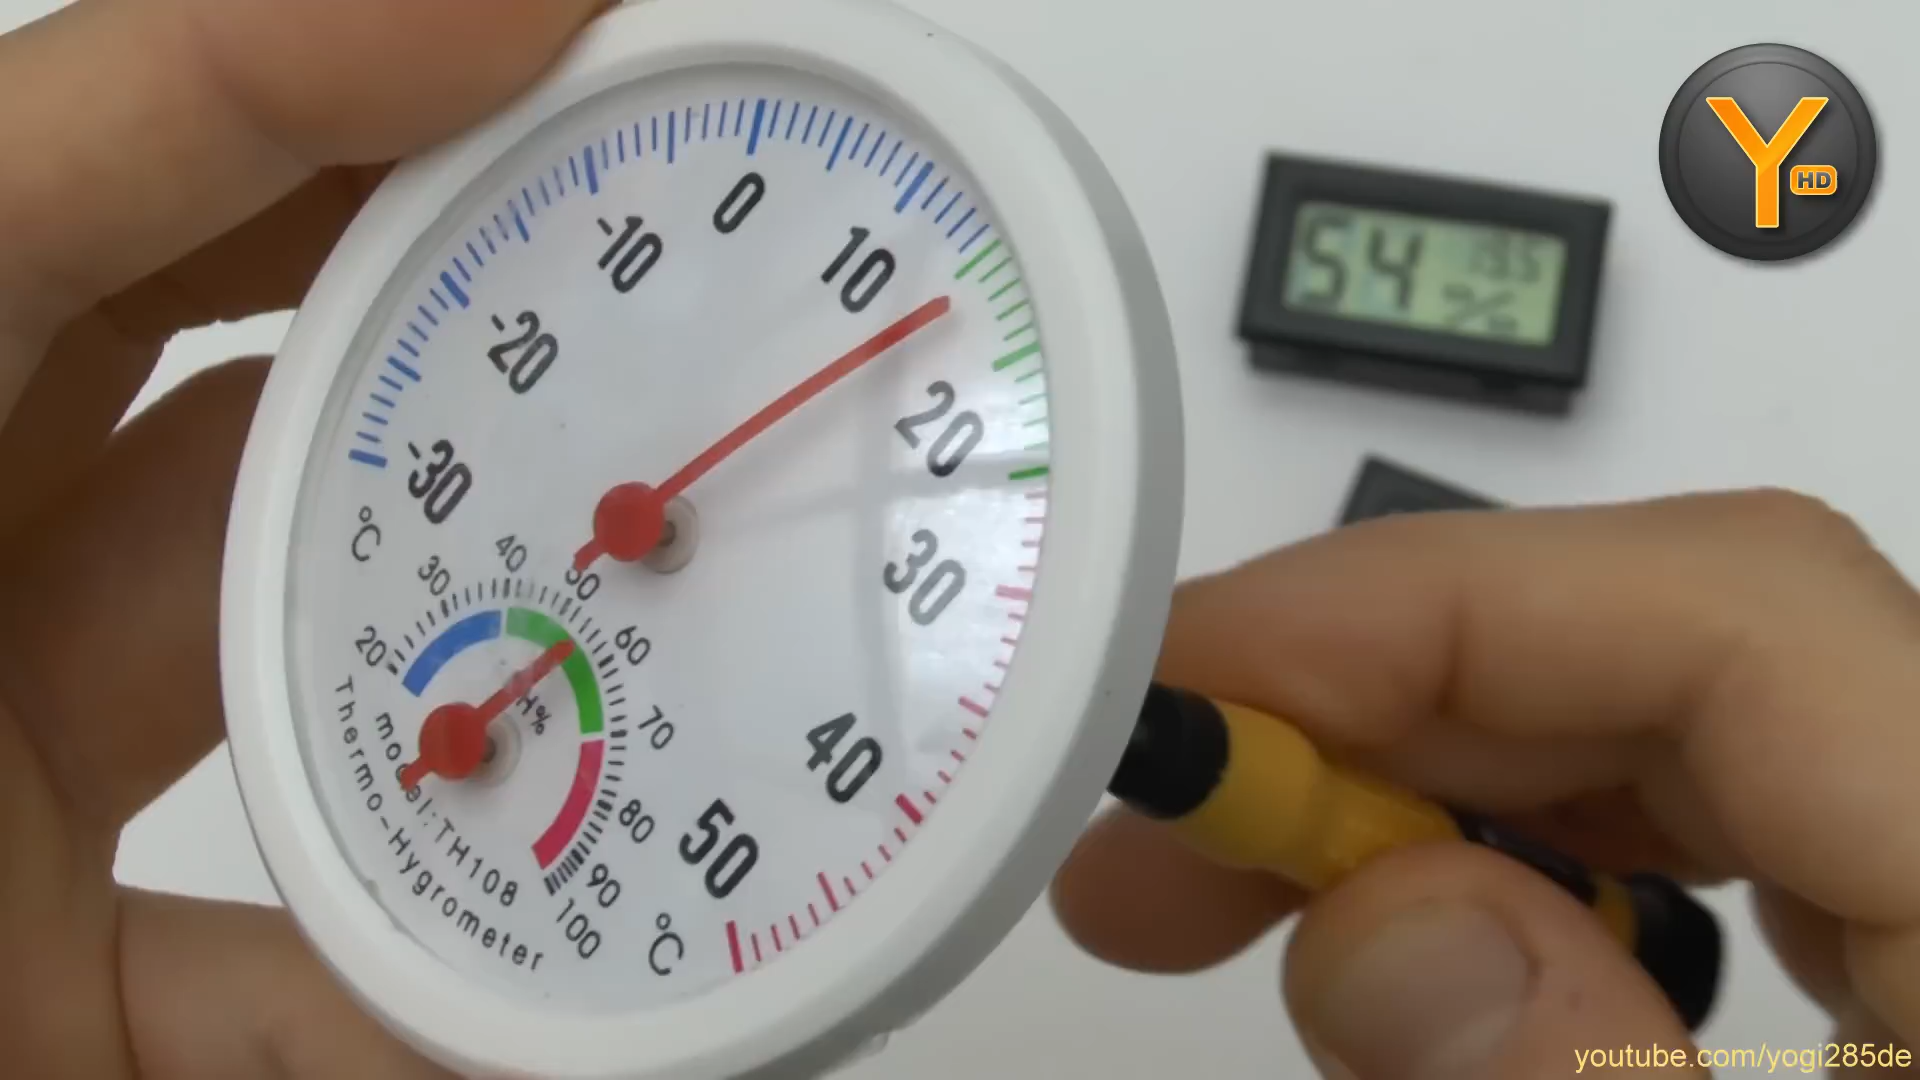 -30
-20
-10
0
10
20
30
40
50
°C
°C
20
30
40
50
60
70
80
90
100
model:TH108
Thermo-Hygrometer
54
%
Y
HD
youtube.com/yogi285de